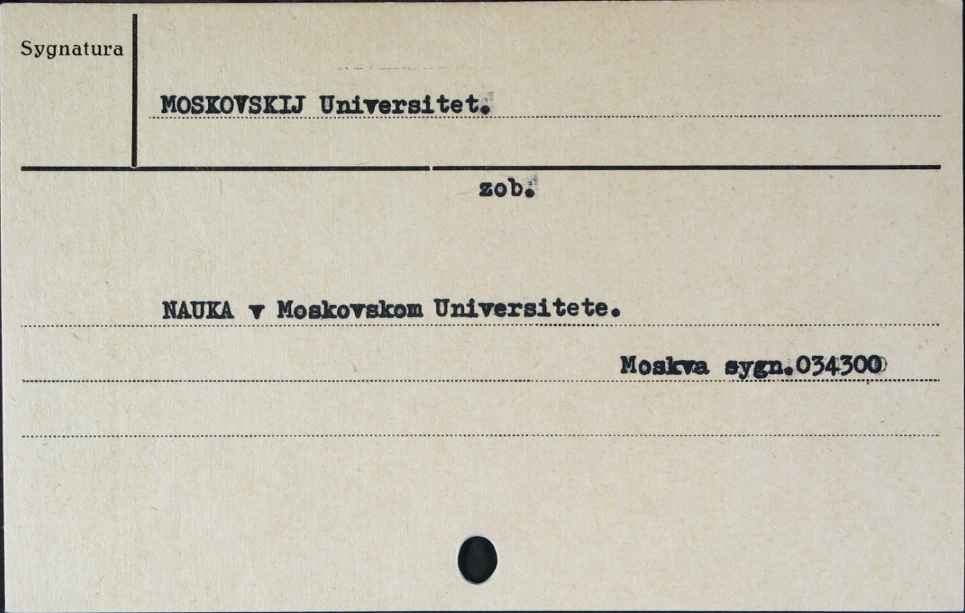 Sygnatura
MOSKOVSKIJ Universitet.
zob.
NAUKA v Moskovskom Universitete.
Moskva sygn.034300